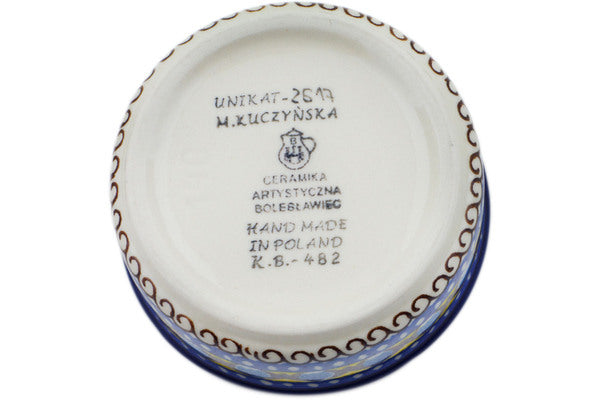 UNIKAT-2617
M.KUCZYŃSKA
CERAMIKA
ARTYSTYCZNA
BOLESŁAWIEC
HAND MADE
IN POLAND
K.B.-482